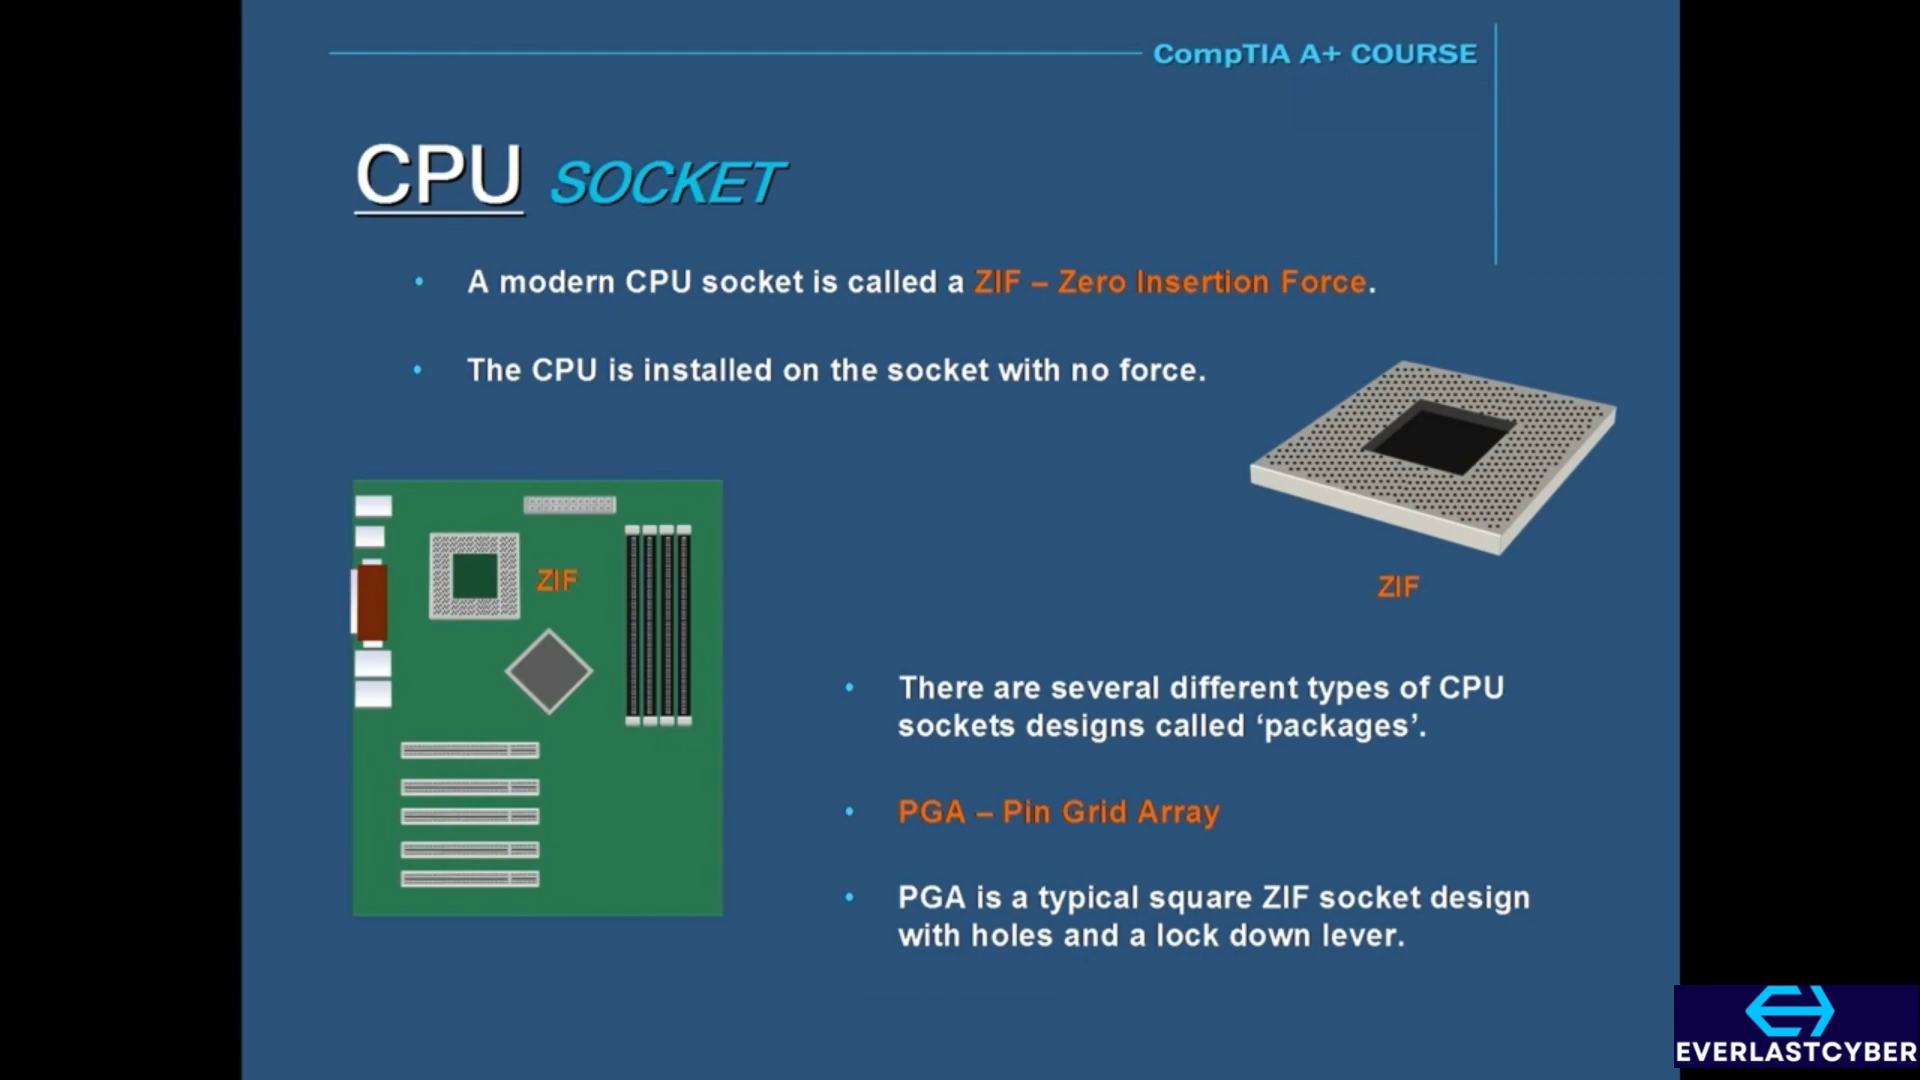 CompTIA A+ COURSE
CPU SOCKET
• A modern CPU socket is called a ZIF – Zero Insertion Force.
• The CPU is installed on the socket with no force.
ZIF
ZIF
• There are several different types of CPU
sockets designs called ‘packages’.
• PGA – Pin Grid Array
• PGA is a typical square ZIF socket design
with holes and a lock down lever.
EVERLASTCYBER